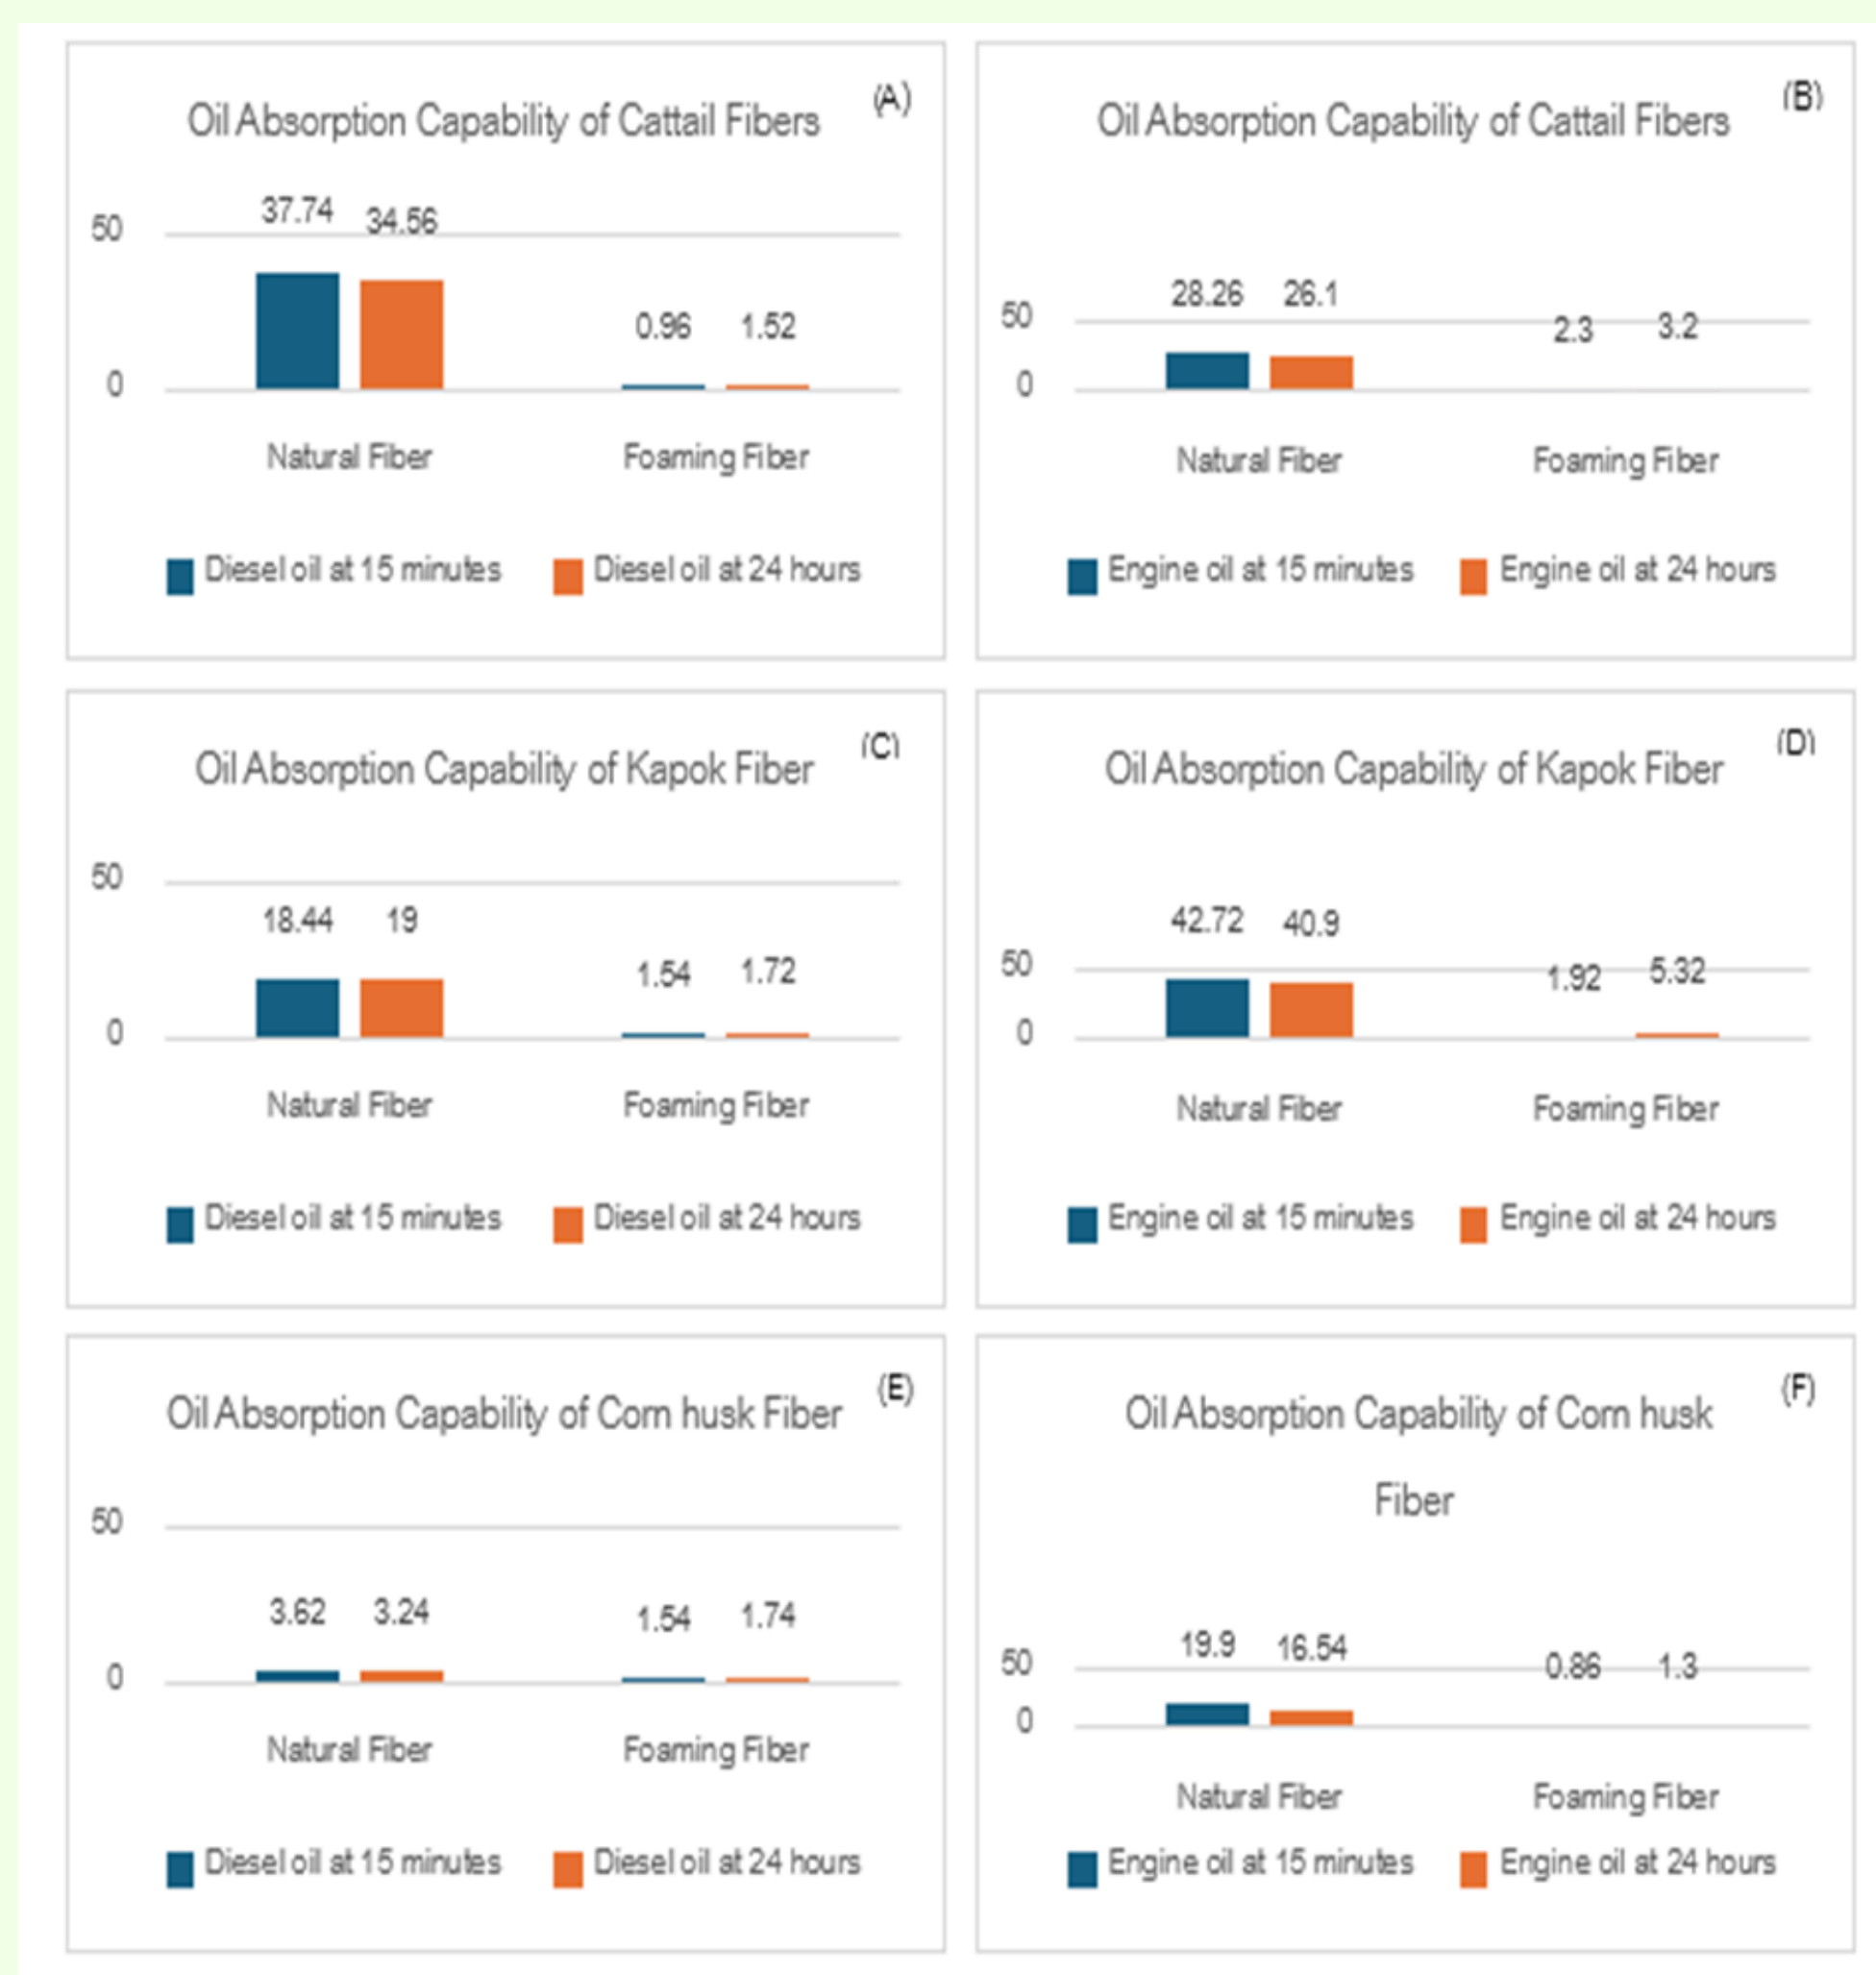 (A)
Oil Absorption Capability of Cattail Fibers
37.74 34.56
50
0.96 1.52
0
Natural Fiber Foaming Fiber
Diesel oil at 15 minutes Diesel oil at 24 hours
(B)
Oil Absorption Capability of Cattail Fibers
28.26 26.1
50
2.3 3.2
0
Natural Fiber Foaming Fiber
Engine oil at 15 minutes Engine oil at 24 hours
(C)
Oil Absorption Capability of Kapok Fiber
50
18.44 19
1.54 1.72
0
Natural Fiber Foaming Fiber
Diesel oil at 15 minutes Diesel oil at 24 hours
(D)
Oil Absorption Capability of Kapok Fiber
42.72 40.9
50
1.92 5.32
0
Natural Fiber Foaming Fiber
Engine oil at 15 minutes Engine oil at 24 hours
(E)
Oil Absorption Capability of Corn husk Fiber
50
3.62 3.24 1.54 1.74
0
Natural Fiber Foaming Fiber
Diesel oil at 15 minutes Diesel oil at 24 hours
(F)
Oil Absorption Capability of Corn husk
Fiber
19.9 16.54
50
0.86 1.3
0
Natural Fiber Foaming Fiber
Engine oil at 15 minutes Engine oil at 24 hours